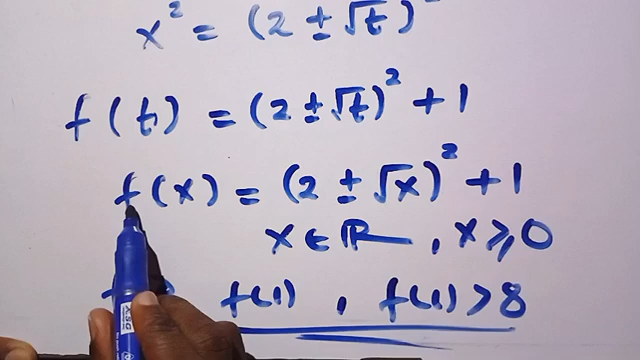 x² = (2 ± √t)²
f(t) = (2 ± √t)² + 1
f(x) = (2 ± √x)² + 1
x ∈ ℝ, x ≥ 0
f(1), f(1) > 8